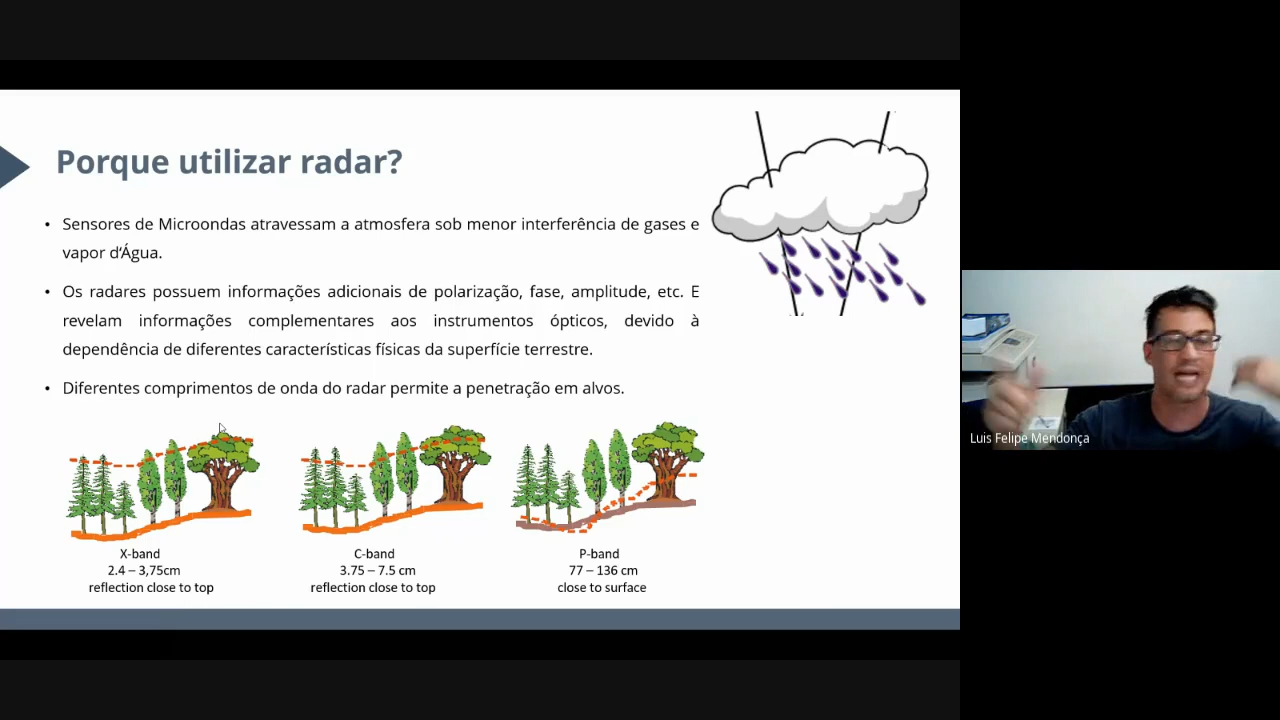 Porque utilizar radar?
• Sensores de Microondas atravessam a atmosfera sob menor interferência de gases e
vapor d'Água.
• Os radares possuem informações adicionais de polarização, fase, amplitude, etc. E
revelam informações complementares aos instrumentos ópticos, devido à
dependência de diferentes características físicas da superfície terrestre.
• Diferentes comprimentos de onda do radar permite a penetração em alvos.
X-band
2.4 – 3,75cm
reflection close to top
C-band
3.75 – 7.5 cm
reflection close to top
P-band
77 – 136 cm
close to surface
Luis Felipe Mendonça